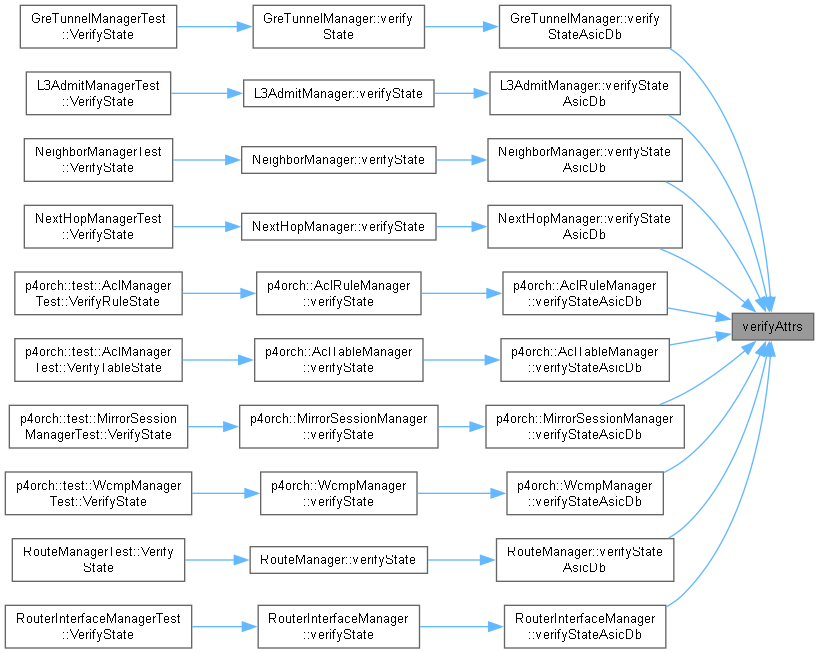 GreTunnelManagerTest
::VerifyState
GreTunnelManager::verify
State
GreTunnelManager::verify
StateAsicDb
L3AdmitManagerTest
::VerifyState
L3AdmitManager::verifyState
L3AdmitManager::verifyState
AsicDb
NeighborManagerTest
::VerifyState
NeighborManager::verifyState
NeighborManager::verifyState
AsicDb
NextHopManagerTest
::VerifyState
NextHopManager::verifyState
NextHopManager::verifyState
AsicDb
p4orch::test::AclManager
Test::VerifyRuleState
p4orch::AclRuleManager
::verifyState
p4orch::AclRuleManager
::verifyStateAsicDb
verifyAttrs
p4orch::test::AclManager
Test::VerifyTableState
p4orch::AclTableManager
::verifyState
p4orch::AclTableManager
::verifyStateAsicDb
p4orch::test::MirrorSession
ManagerTest::VerifyState
p4orch::MirrorSessionManager
::verifyState
p4orch::MirrorSessionManager
::verifyStateAsicDb
p4orch::test::WcmpManager
Test::VerifyState
p4orch::WcmpManager
::verifyState
p4orch::WcmpManager
::verifyStateAsicDb
RouteManagerTest::Verify
State
RouteManager::verifyState
RouteManager::verifyState
AsicDb
RouterInterfaceManagerTest
::VerifyState
RouterInterfaceManager
::verifyState
RouterInterfaceManager
::verifyStateAsicDb